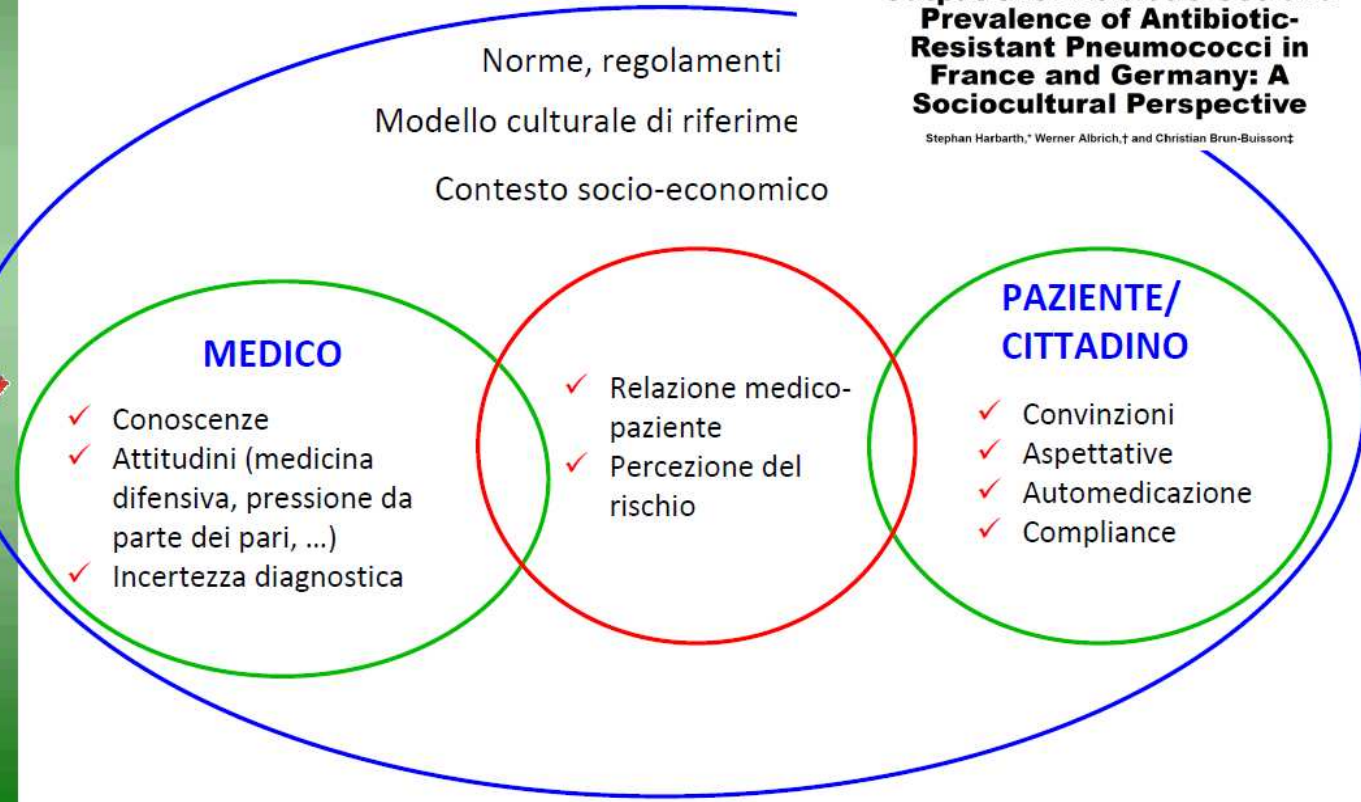 Prevalence of Antibiotic-
Resistant Pneumococci in
France and Germany: A
Sociocultural Perspective
Stephan Harbarth,* Werner Albrich,† and Christian Brun-Buisson‡
Norme, regolamenti
Modello culturale di riferime
Contesto socio-economico
MEDICO
✓ Conoscenze
✓ Attitudini (medicina
difensiva, pressione da
parte dei pari, ...)
✓ Incertezza diagnostica
✓ Relazione medico-
paziente
✓ Percezione del
rischio
PAZIENTE/
CITTADINO
✓ Convinzioni
✓ Aspettative
✓ Automedicazione
✓ Compliance